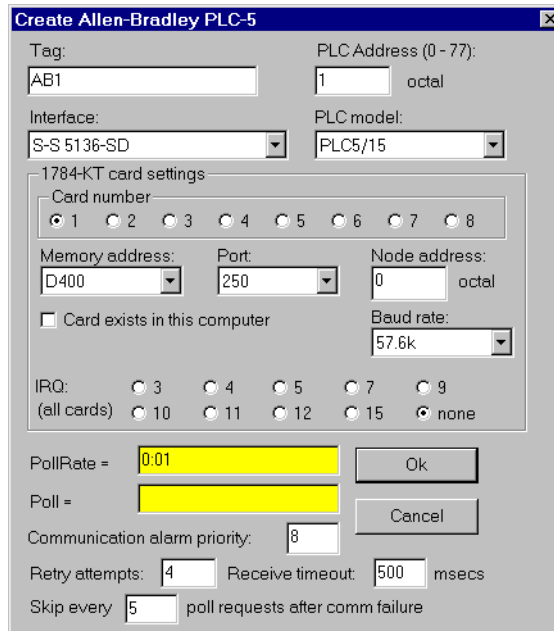 Create Allen-Bradley PLC-5
Tag: PLC Address (0 - 77):
AB1 1 octal
Interface: PLC model:
S-S 5136-SD PLC5/15
1784-KT card settings
Card number
1 2 3 4 5 6 7 8
Memory address: Port: Node address:
D400 250 0 octal
Card exists in this computer Baud rate:
57.6k
IRQ: 3 4 5 7 9
(all cards) 10 11 12 15 none
PollRate = 0:01 Ok
Poll = Cancel
Communication alarm priority: 8
Retry attempts: 4 Receive timeout: 500 msecs
Skip every 5 poll requests after comm failure